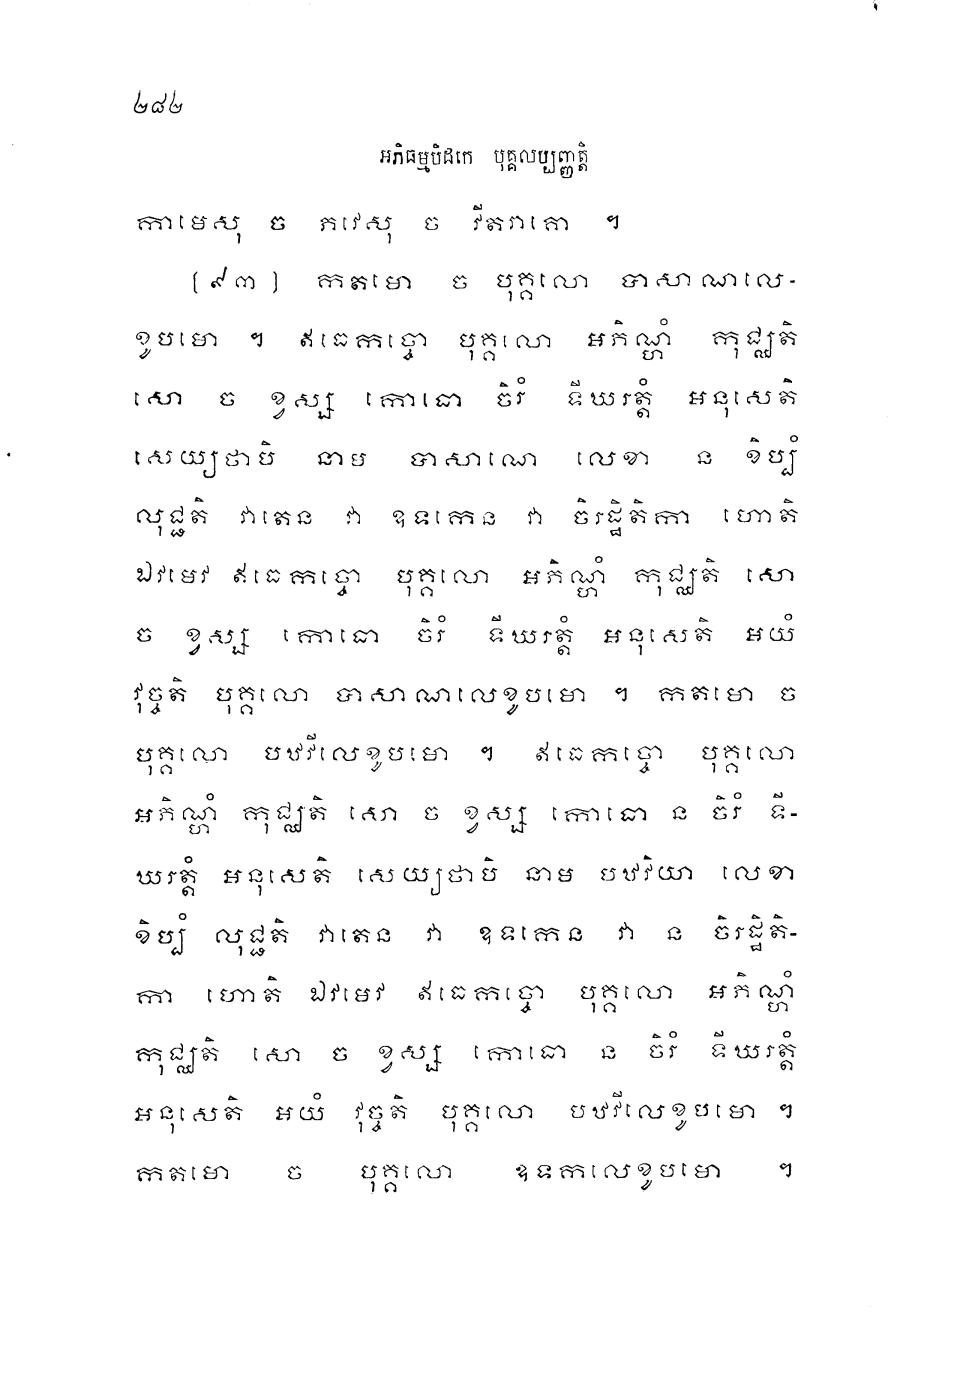 ២៨២
អភិធម្មបិដកេ បុគ្គលប្បញ្ញត្តិ
កាមេសុ ច ភវេសុ ច វីតរាគោ ។
(៩៣) កតមោ ច បុគ្គលោ បាសាណលេ-
ខូបមោ ។ ឥធេកច្ចោ បុគ្គលោ អភិណ្ហំ កុជ្ឈតិ
សោ ច ខ្វស្ស កោធោ ចិរំ ទីឃរត្តំ អនុសេតិ
សេយ្យថាបិ នាម បាសាណេ លេខា ន ខិប្បំ
លុជ្ជតិ វាតេន វា ឧទកេន វា ចិរដ្ឋិតិកា ហោតិ
ឯវមេវ ឥធេកច្ចោ បុគ្គលោ អភិណ្ហំ កុជ្ឈតិ សោ
ច ខ្វស្ស កោធោ ចិរំ ទីឃរត្តំ អនុសេតិ អយំ
វុច្ចតិ បុគ្គលោ បាសាណលេខូបមោ ។ កតមោ ច
បុគ្គលោ បឋវីលេខូបមោ ។ ឥធេកច្ចោ បុគ្គលោ
អភិណ្ហំ កុជ្ឈតិ សោ ច ខ្វស្ស កោធោ ន ចិរំ ទី-
ឃរត្តំ អនុសេតិ សេយ្យថាបិ នាម បឋវិយា លេខា
ខិប្បំ លុជ្ជតិ វាតេន វា ឧទកេន វា ន ចិរដ្ឋិតិ-
កា ហោតិ ឯវមេវ ឥធេកច្ចោ បុគ្គលោ អភិណ្ហំ
កុជ្ឈតិ សោ ច ខ្វស្ស កោធោ ន ចិរំ ទីឃរត្តំ
អនុសេតិ អយំ វុច្ចតិ បុគ្គលោ បឋវីលេខូបមោ ។
កតមោ ច បុគ្គលោ ឧទកលេខូបមោ ។